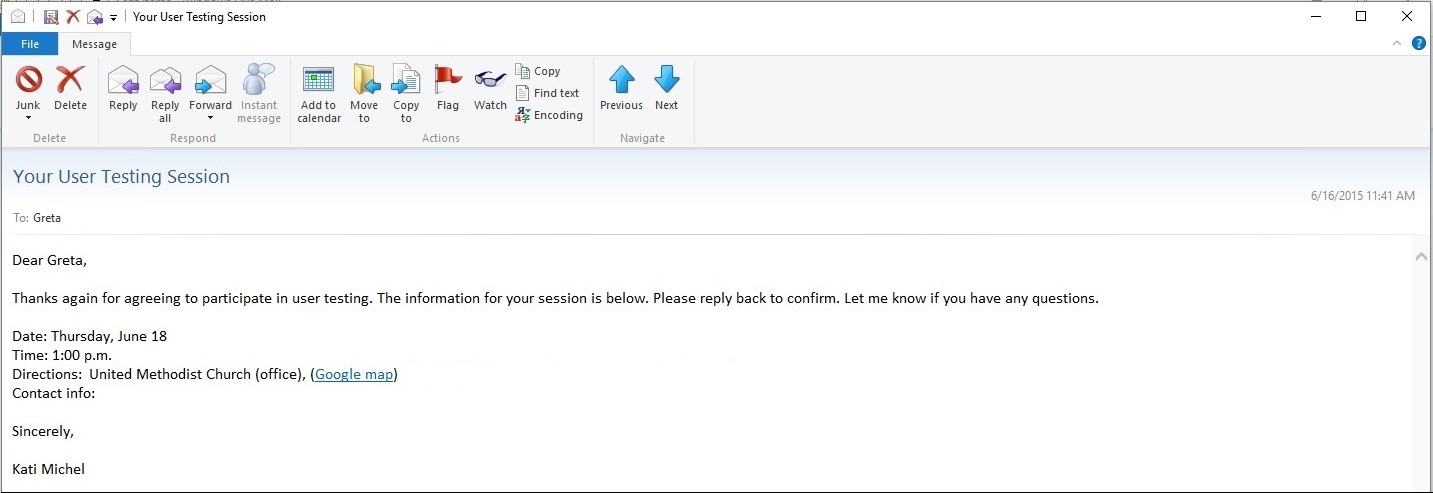 Your User Testing Session
File Message
Junk Delete Reply Reply all Forward Instant message Add to calendar Move to Copy to Flag Watch Copy Find text Encoding Previous Next
Delete Respond Actions Navigate
Your User Testing Session
6/16/2015 11:41 AM
To: Greta
Dear Greta,
Thanks again for agreeing to participate in user testing. The information for your session is below. Please reply back to confirm. Let me know if you have any questions.
Date: Thursday, June 18
Time: 1:00 p.m.
Directions: United Methodist Church (office), (Google map)
Contact info:
Sincerely,
Kati Michel